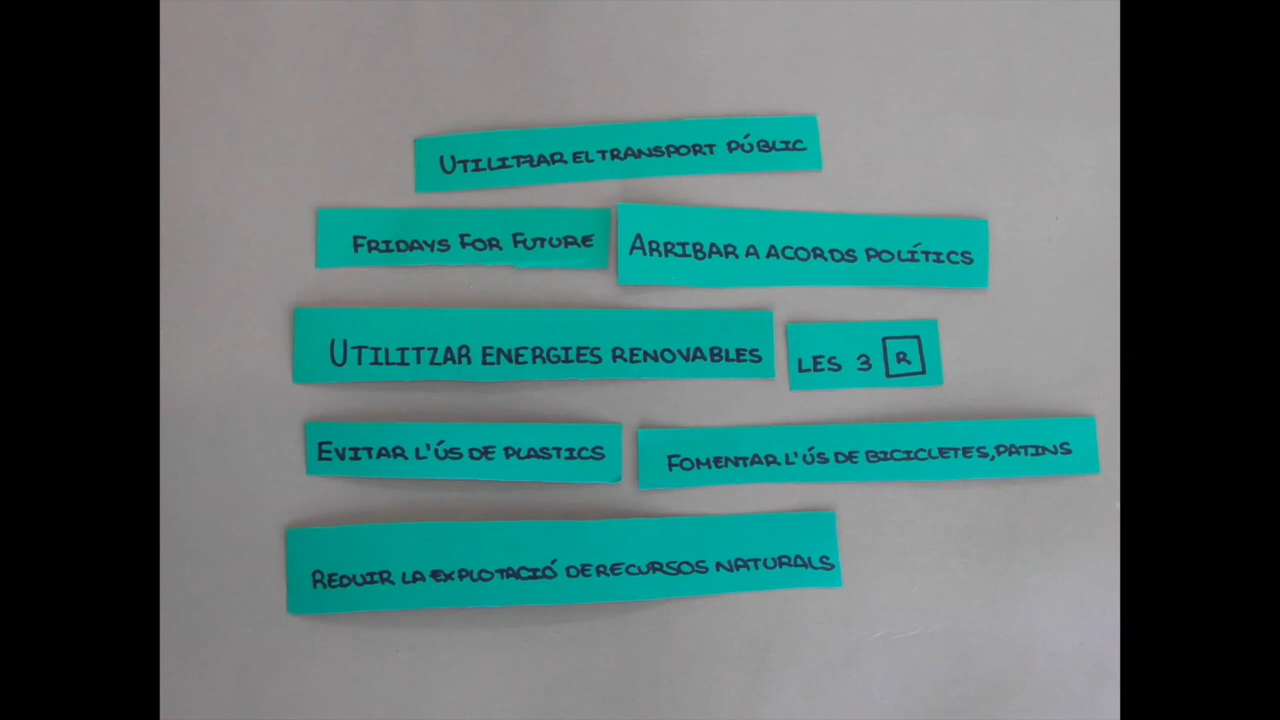 UTILITZAR EL TRANSPORT PÚBLIC
FRIDAYS FOR FUTURE
ARRIBAR A ACORDS POLÍTICS
UTILITZAR ENERGIES RENOVABLES
LES 3 R
EVITAR L'ÚS DE PLASTICS
FOMENTAR L'ÚS DE BICICLETES, PATINS
REDUIR LA EXPLOTACIÓ DE RECURSOS NATURALS